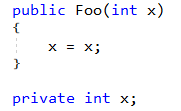 public Foo(int x)
{
    x = x;
}
private int x;